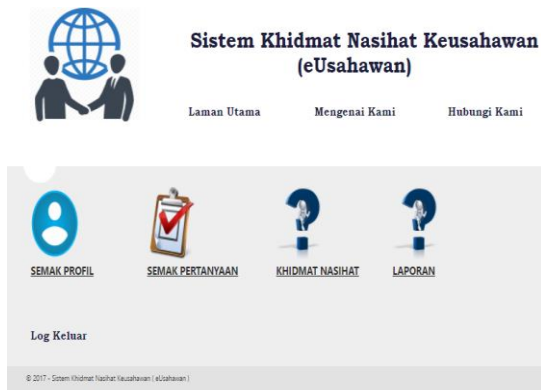 Sistem Khidmat Nasihat Keusahawan
(eUsahawan)
Laman Utama Mengenai Kami Hubungi Kami
SEMAK PROFIL SEMAK PERTANYAAN KHIDMAT NASIHAT LAPORAN
Log Keluar
© 2017 - Sistem Khidmat Nasihat Keusahawan ( eUsahawan )